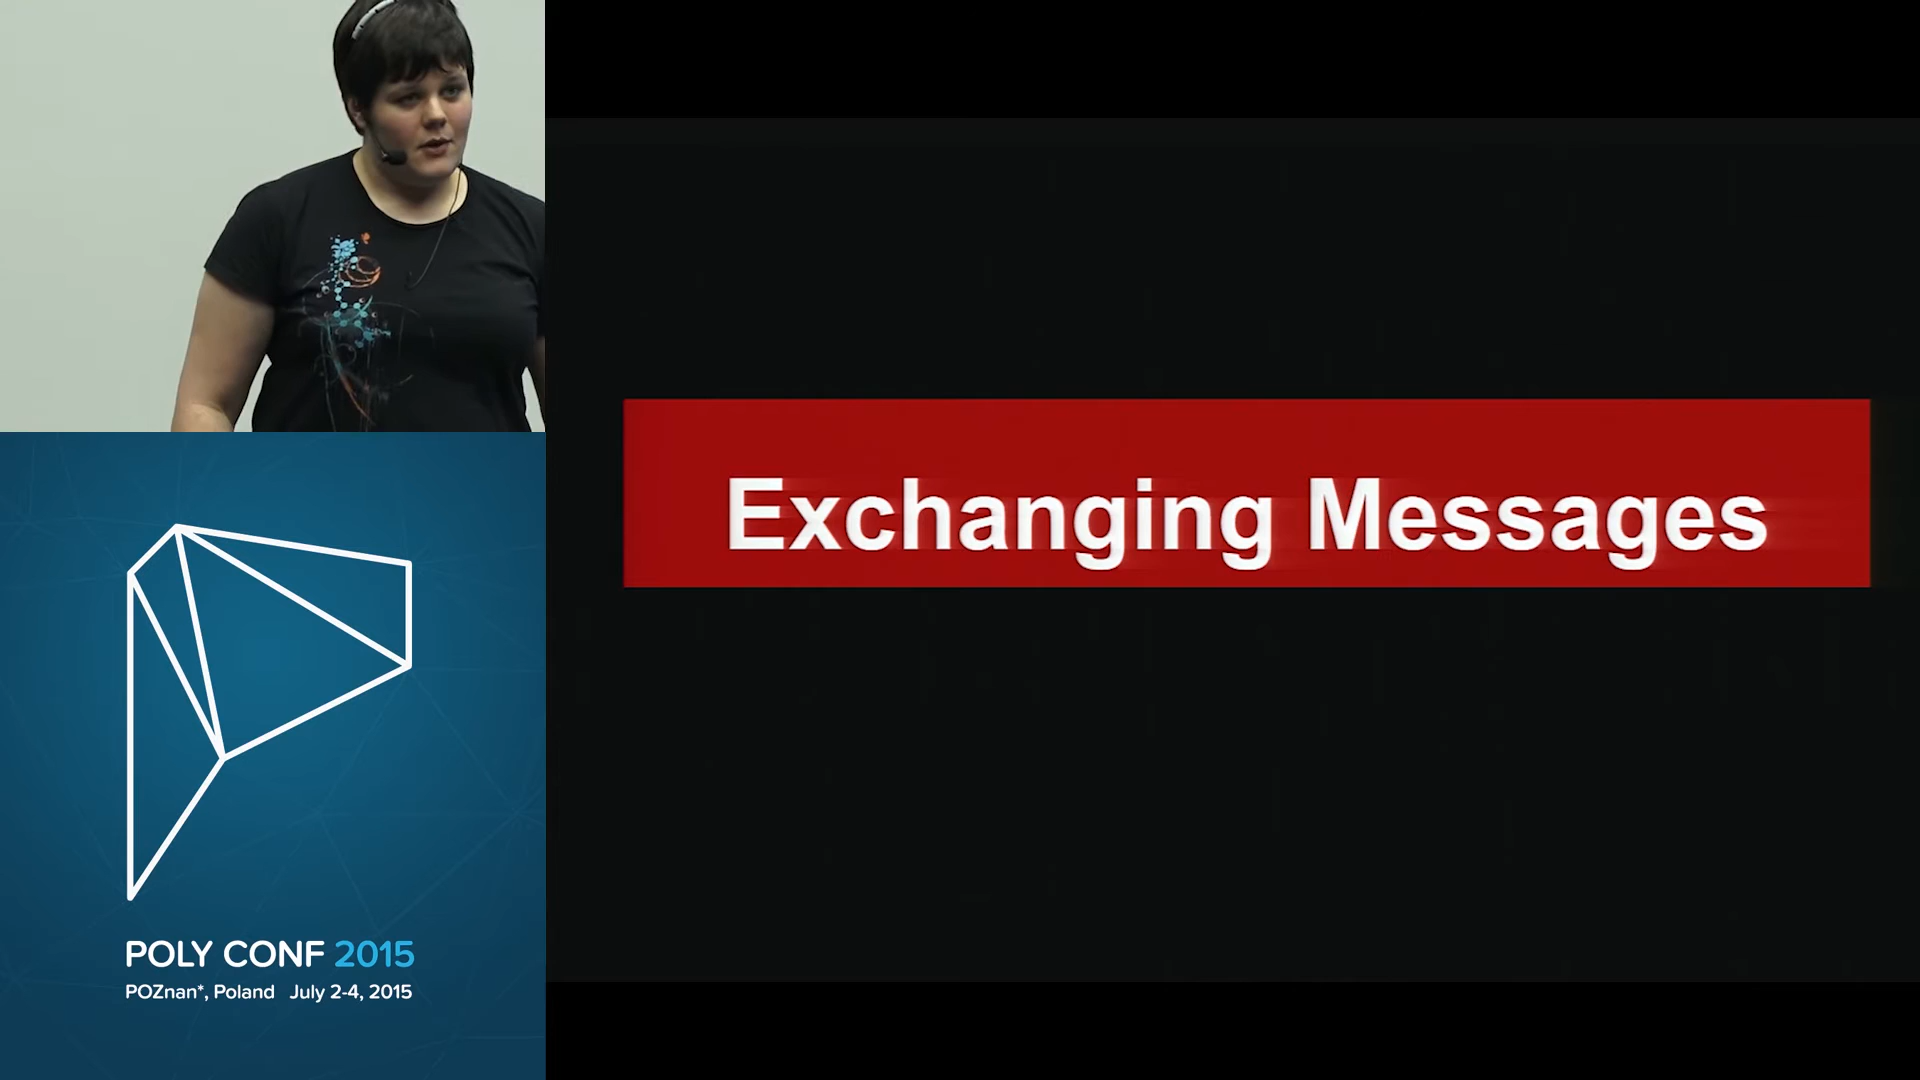 Exchanging Messages
POLY CONF 2015
POZnan*, Poland July 2-4, 2015